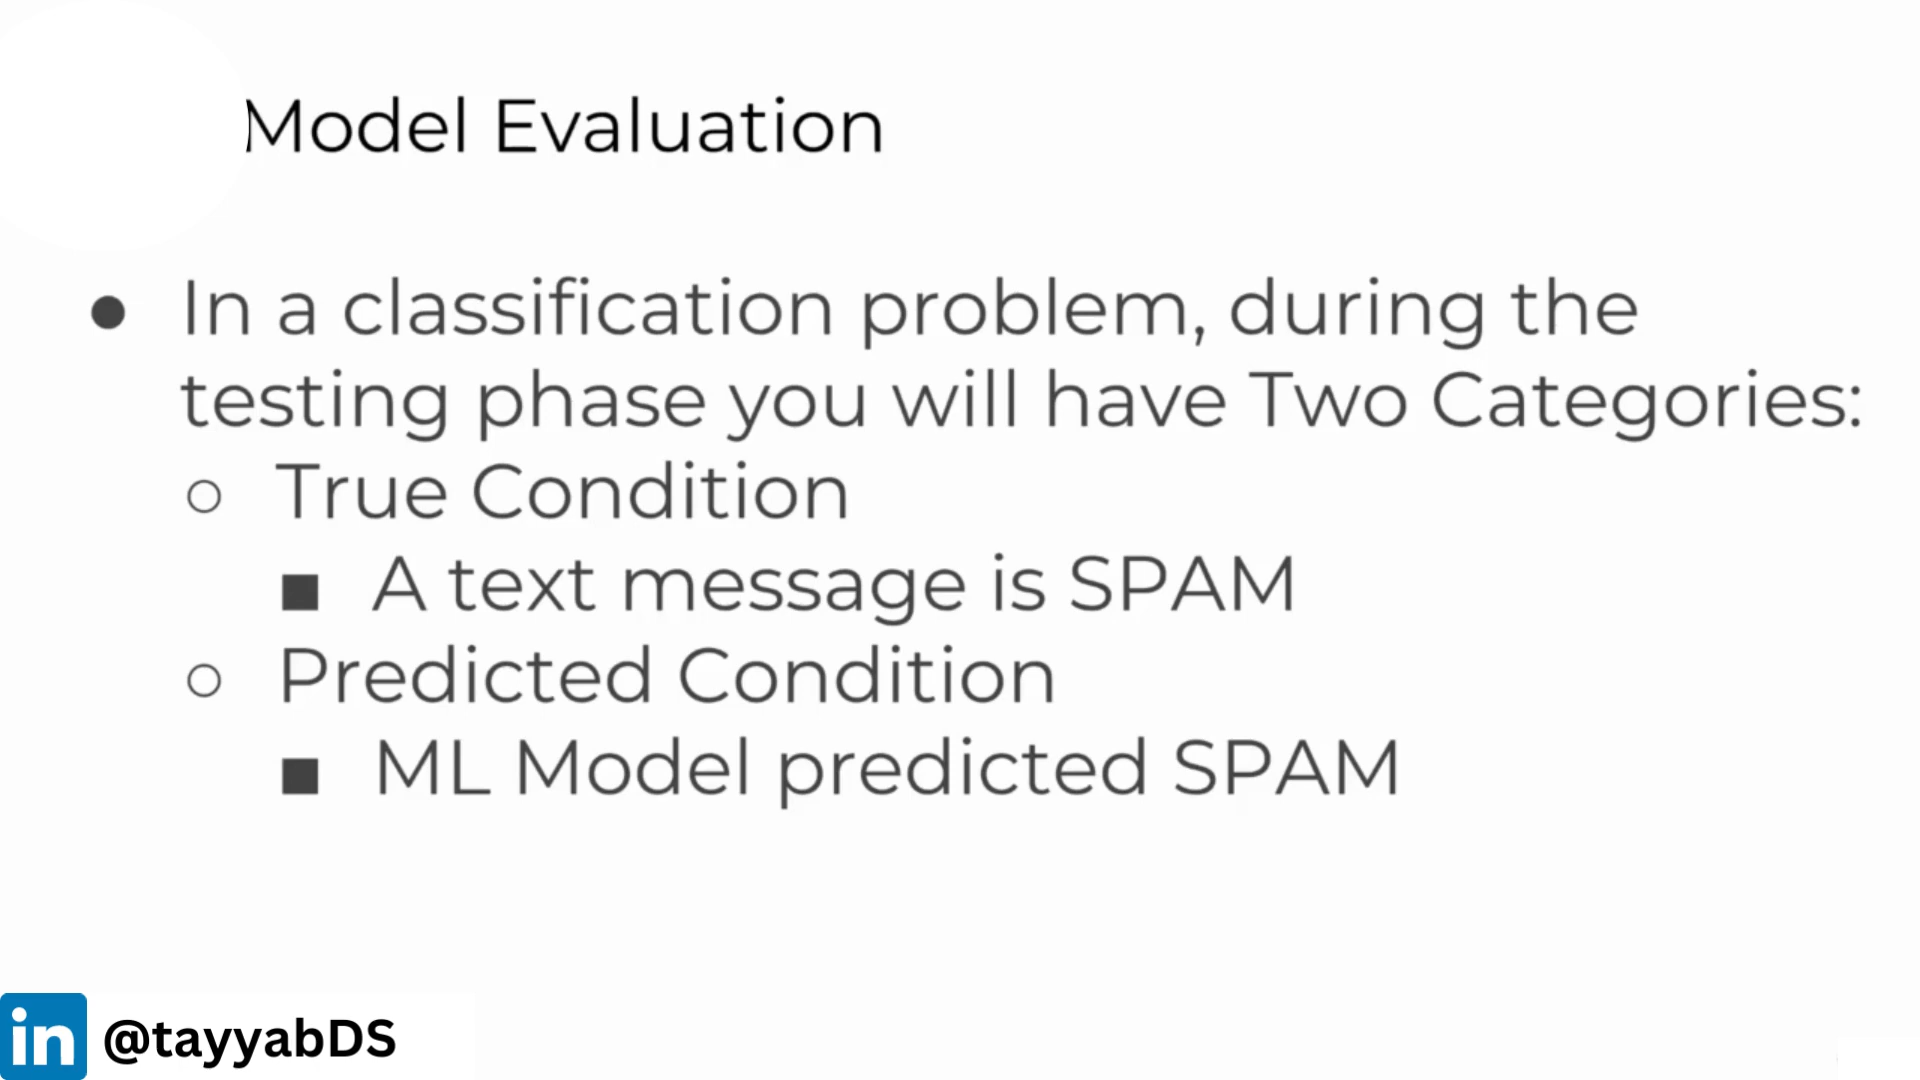 Model Evaluation
● In a classification problem, during the
testing phase you will have Two Categories:
○ True Condition
■ A text message is SPAM
○ Predicted Condition
■ ML Model predicted SPAM
in @tayyabDS